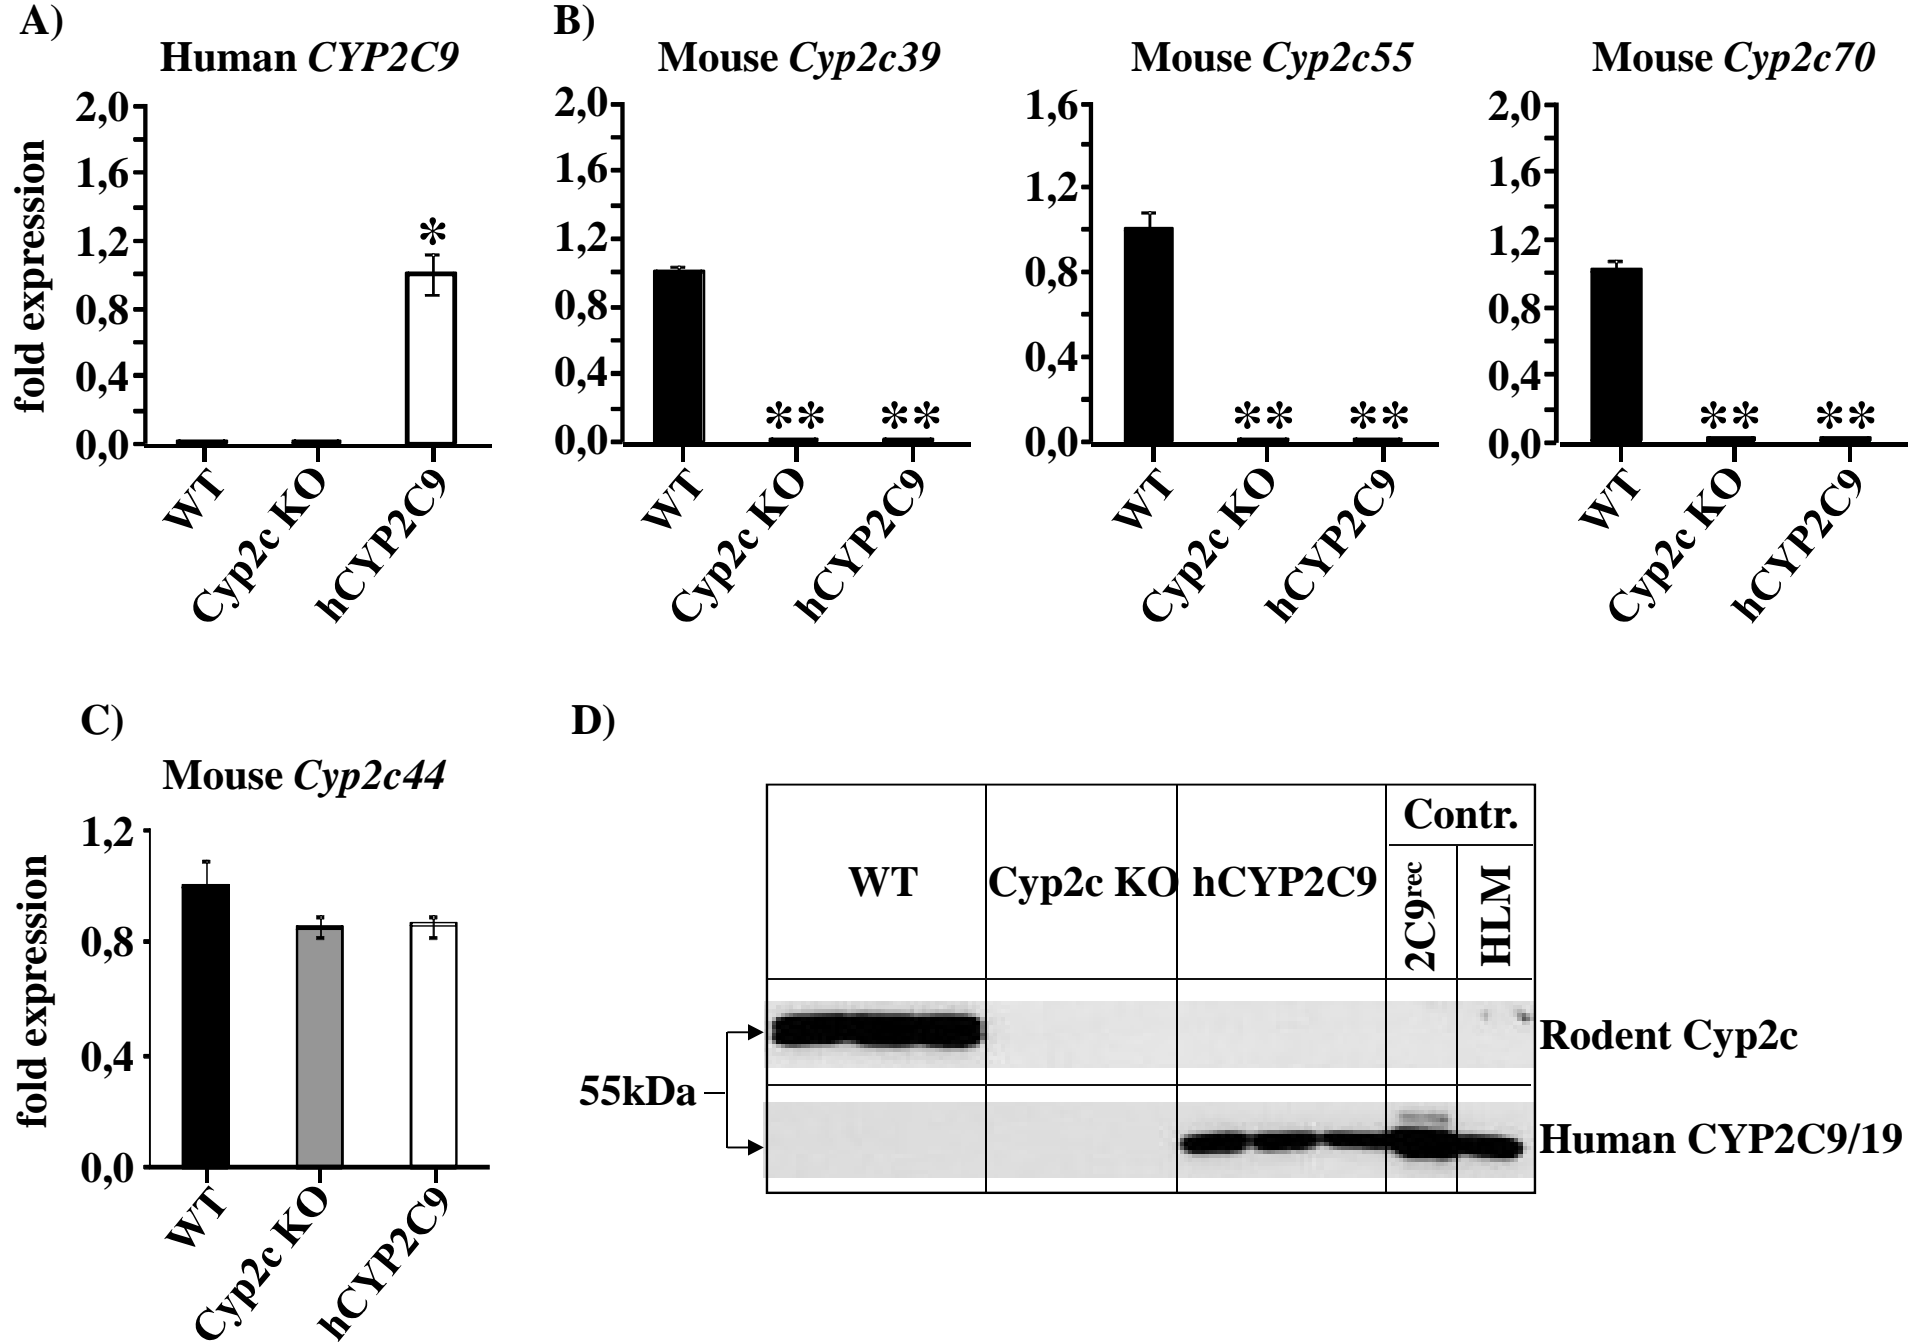 A)
Human CYP2C9
fold expression
2,0
1,6
1,2
0,8
0,4
0,0
*
WT
Cyp2c KO
hCYP2C9
B)
Mouse Cyp2c39
2,0
1,6
1,2
0,8
0,4
0,0
**
**
WT
Cyp2c KO
hCYP2C9
Mouse Cyp2c55
1,6
1,2
0,8
0,4
0,0
**
**
WT
Cyp2c KO
hCYP2C9
Mouse Cyp2c70
2,0
1,6
1,2
0,8
0,4
0,0
**
**
WT
Cyp2c KO
hCYP2C9
C)
Mouse Cyp2c44
fold expression
1,2
0,8
0,4
0,0
WT
Cyp2c KO
hCYP2C9
D)
WT
Cyp2c KO
hCYP2C9
Contr.
2C9rec
HLM
55kDa
Rodent Cyp2c
Human CYP2C9/19